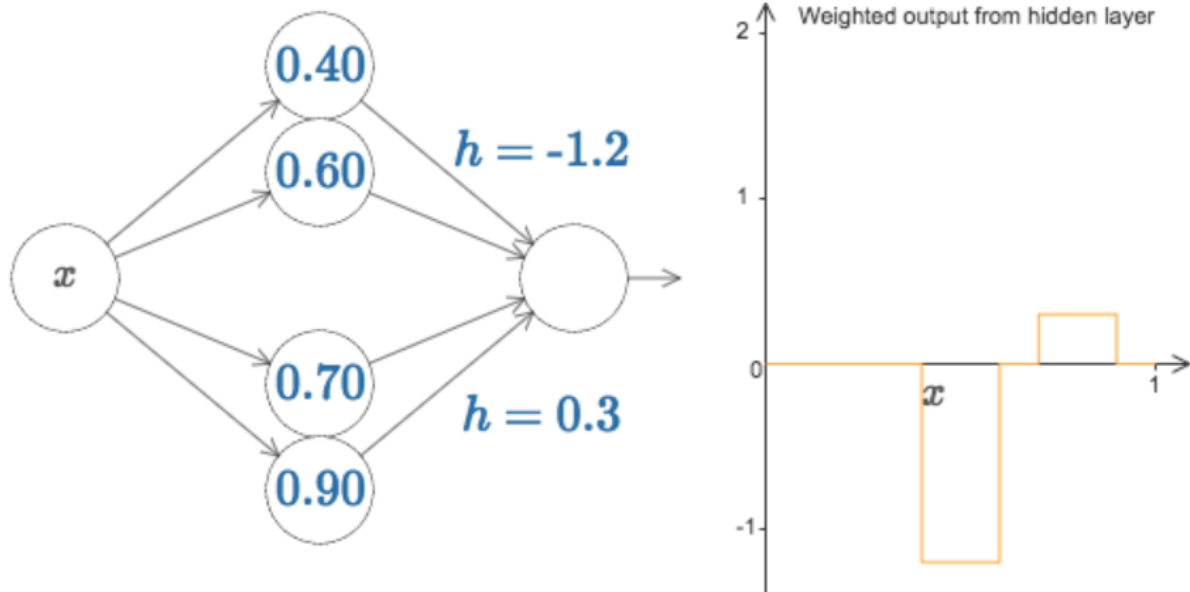 0.40
0.60
x
0.70
0.90
h = -1.2
h = 0.3
Weighted output from hidden layer
2
1
0
x
1
-1